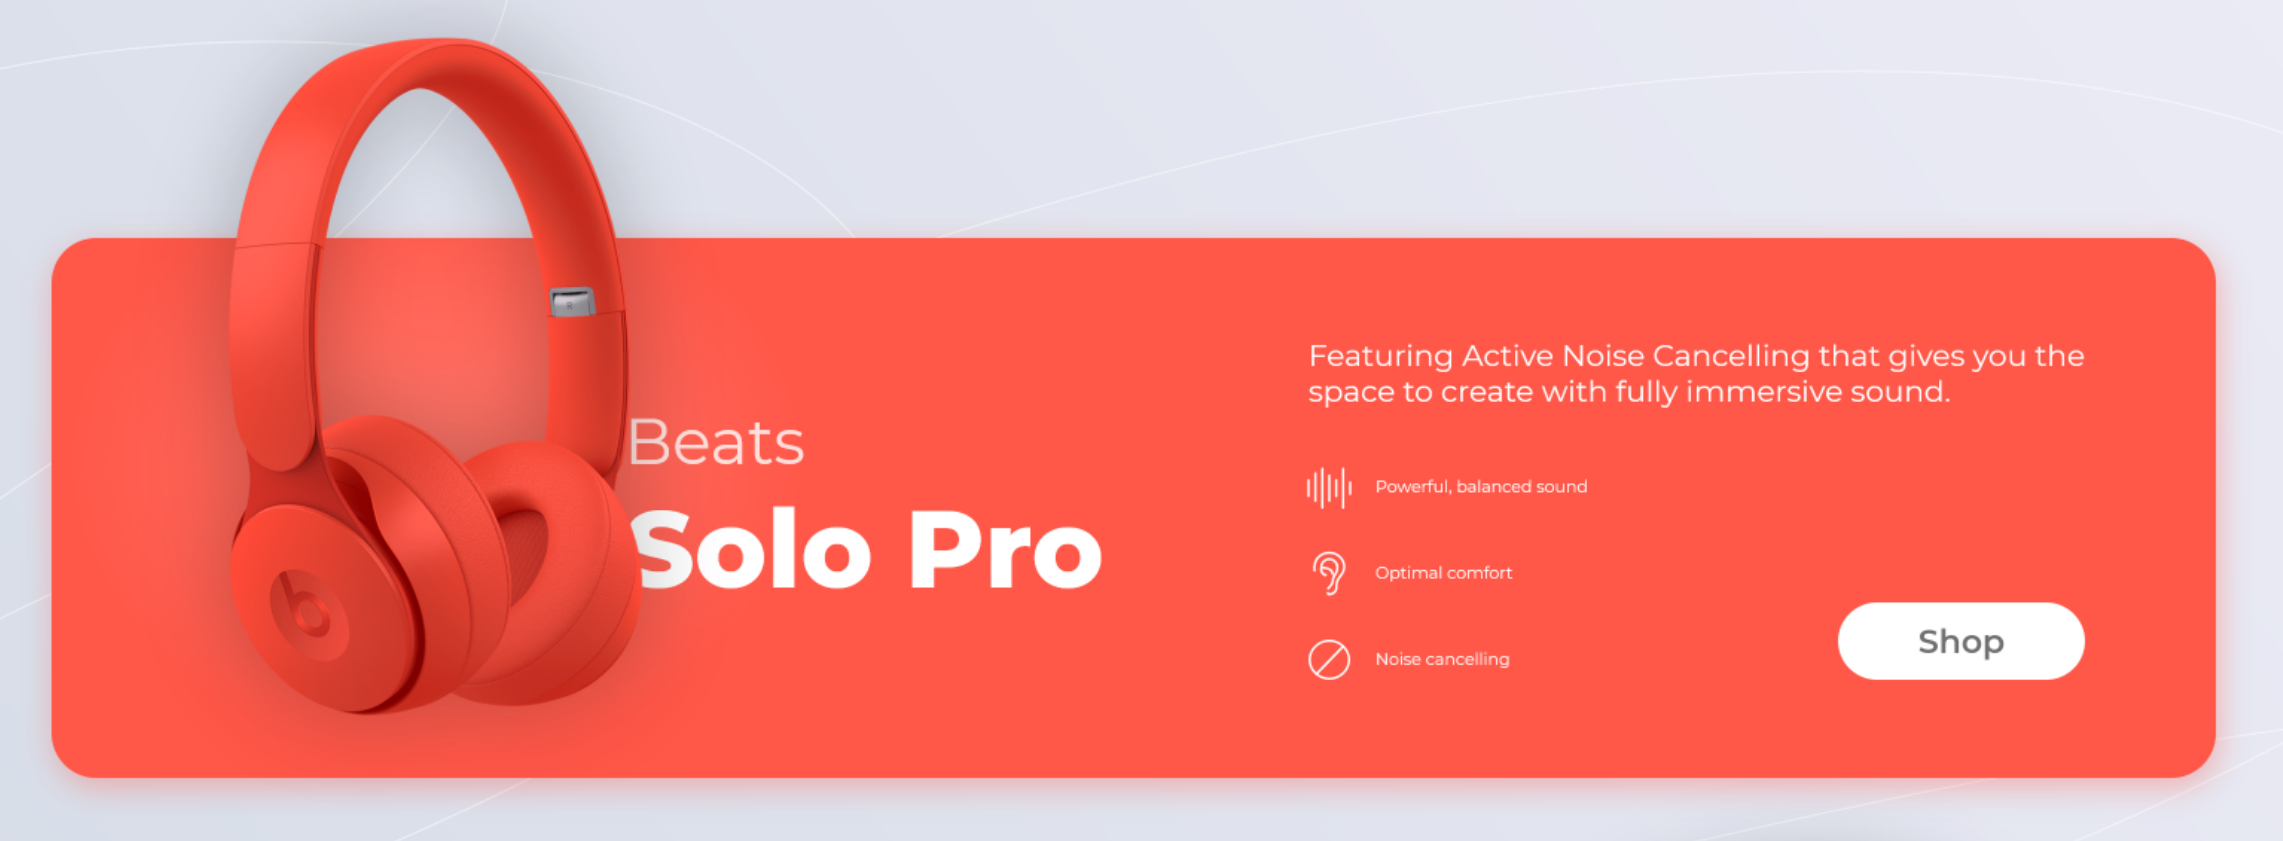 R
Beats
Solo Pro
Featuring Active Noise Cancelling that gives you the
space to create with fully immersive sound.
Powerful, balanced sound
Optimal comfort
Noise cancelling
Shop
b